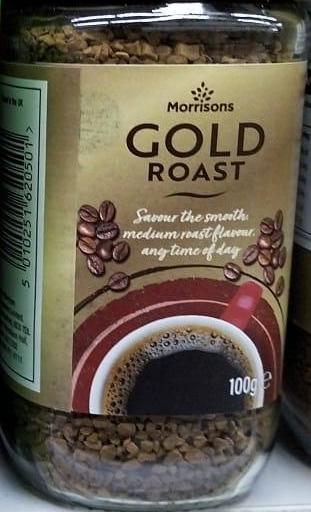 Morrisons
GOLD
ROAST
Savour the smooth,
medium roast flavour,
any time of day
100g e
5 010251 620501 >